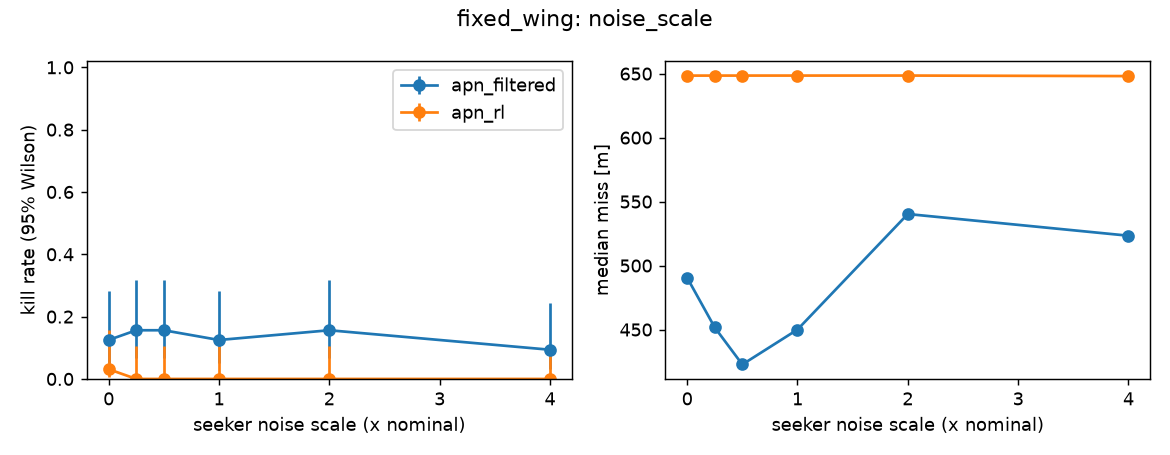 fixed_wing: noise_scale
kill rate (95% Wilson)
1.0
0.8
0.6
0.4
0.2
0.0
apn_filtered
apn_rl
0 1 2 3 4
seeker noise scale (x nominal)
median miss [m]
650
600
550
500
450
0 1 2 3 4
seeker noise scale (x nominal)